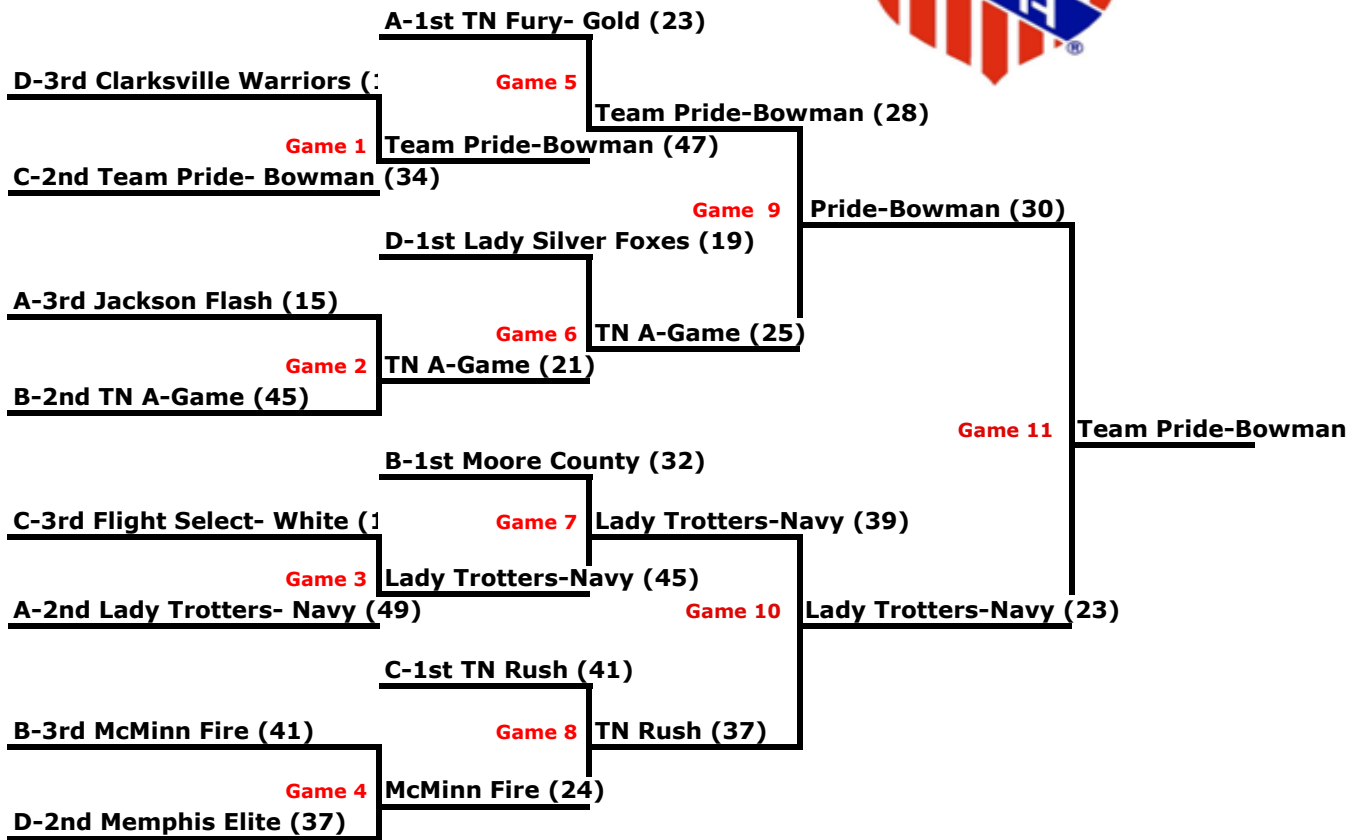 A-1st TN Fury- Gold (23)
D-3rd Clarksville Warriors (
Game 5
Team Pride-Bowman (28)
Game 1
Team Pride-Bowman (47)
C-2nd Team Pride- Bowman (34)
Game 9
Pride-Bowman (30)
D-1st Lady Silver Foxes (19)
A-3rd Jackson Flash (15)
Game 6
TN A-Game (25)
Game 2
TN A-Game (21)
B-2nd TN A-Game (45)
Game 11
Team Pride-Bowman
B-1st Moore County (32)
C-3rd Flight Select- White (
Game 7
Lady Trotters-Navy (39)
Game 3
Lady Trotters-Navy (45)
A-2nd Lady Trotters- Navy (49)
Game 10
Lady Trotters-Navy (23)
C-1st TN Rush (41)
B-3rd McMinn Fire (41)
Game 8
TN Rush (37)
Game 4
McMinn Fire (24)
D-2nd Memphis Elite (37)
®